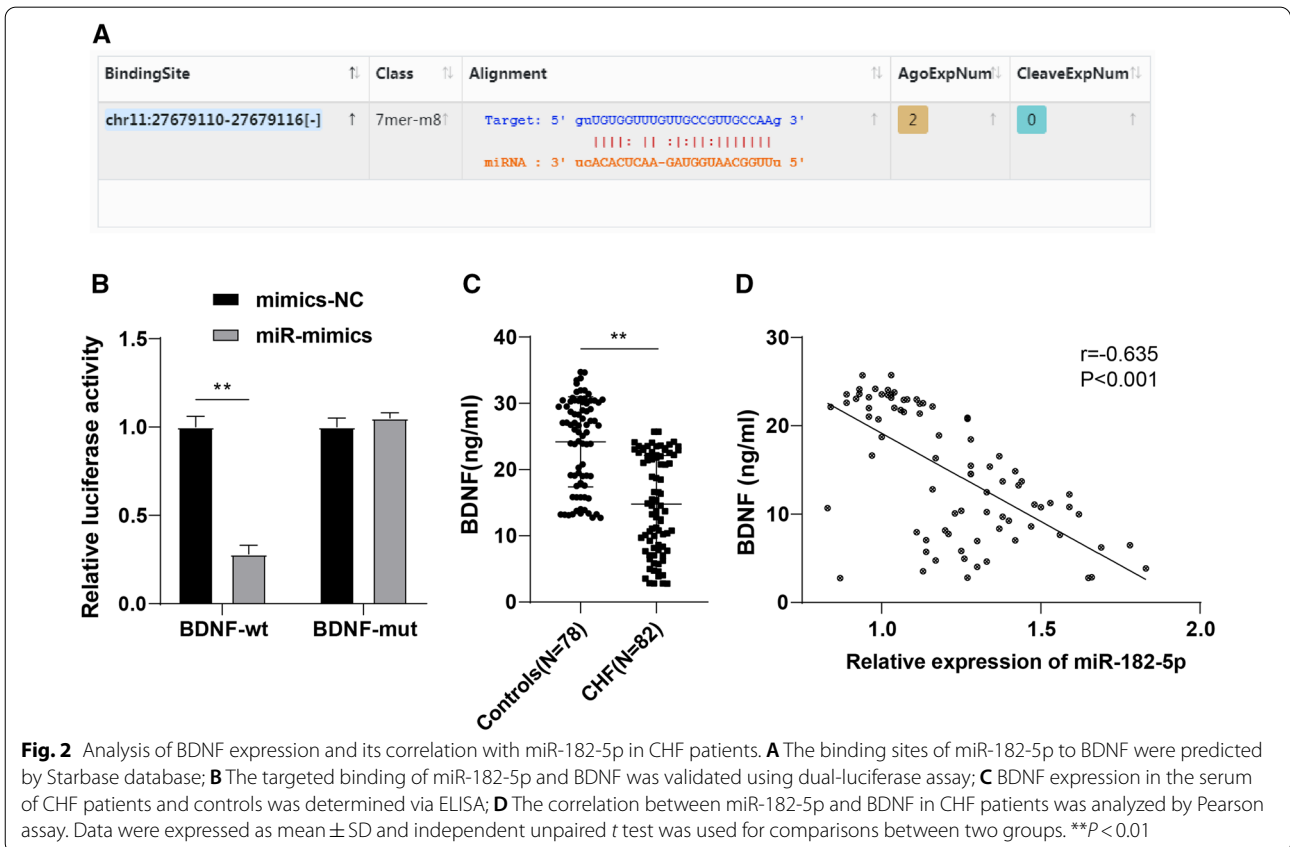 A
BindingSite Class Alignment AgoExpNum CleaveExpNum
chr11:27679110-27679116[-] 7mer-m8 Target: 5' guUGUGGUUUGUUGCCGUUGCCAAg 3' 2 0
||||: || :|:||:|||||||
miRNA : 3' ucACACUCAA-GAUGGUAACGGUUu 5'
B
mimics-NC
miR-mimics
Relative luciferase activity
1.5
1.0
0.5
0.0
**
BDNF-wt BDNF-mut
C
BDNF(ng/ml)
40
30
20
10
0
**
Controls(N=78)
CHF(N=82)
D
BDNF (ng/ml)
30
20
10
0
r=-0.635
P<0.001
1.0 1.5 2.0
Relative expression of miR-182-5p
Fig. 2 Analysis of BDNF expression and its correlation with miR-182-5p in CHF patients. A The binding sites of miR-182-5p to BDNF were predicted
by Starbase database; B The targeted binding of miR-182-5p and BDNF was validated using dual-luciferase assay; C BDNF expression in the serum
of CHF patients and controls was determined via ELISA; D The correlation between miR-182-5p and BDNF in CHF patients was analyzed by Pearson
assay. Data were expressed as mean ± SD and independent unpaired t test was used for comparisons between two groups. **P < 0.01